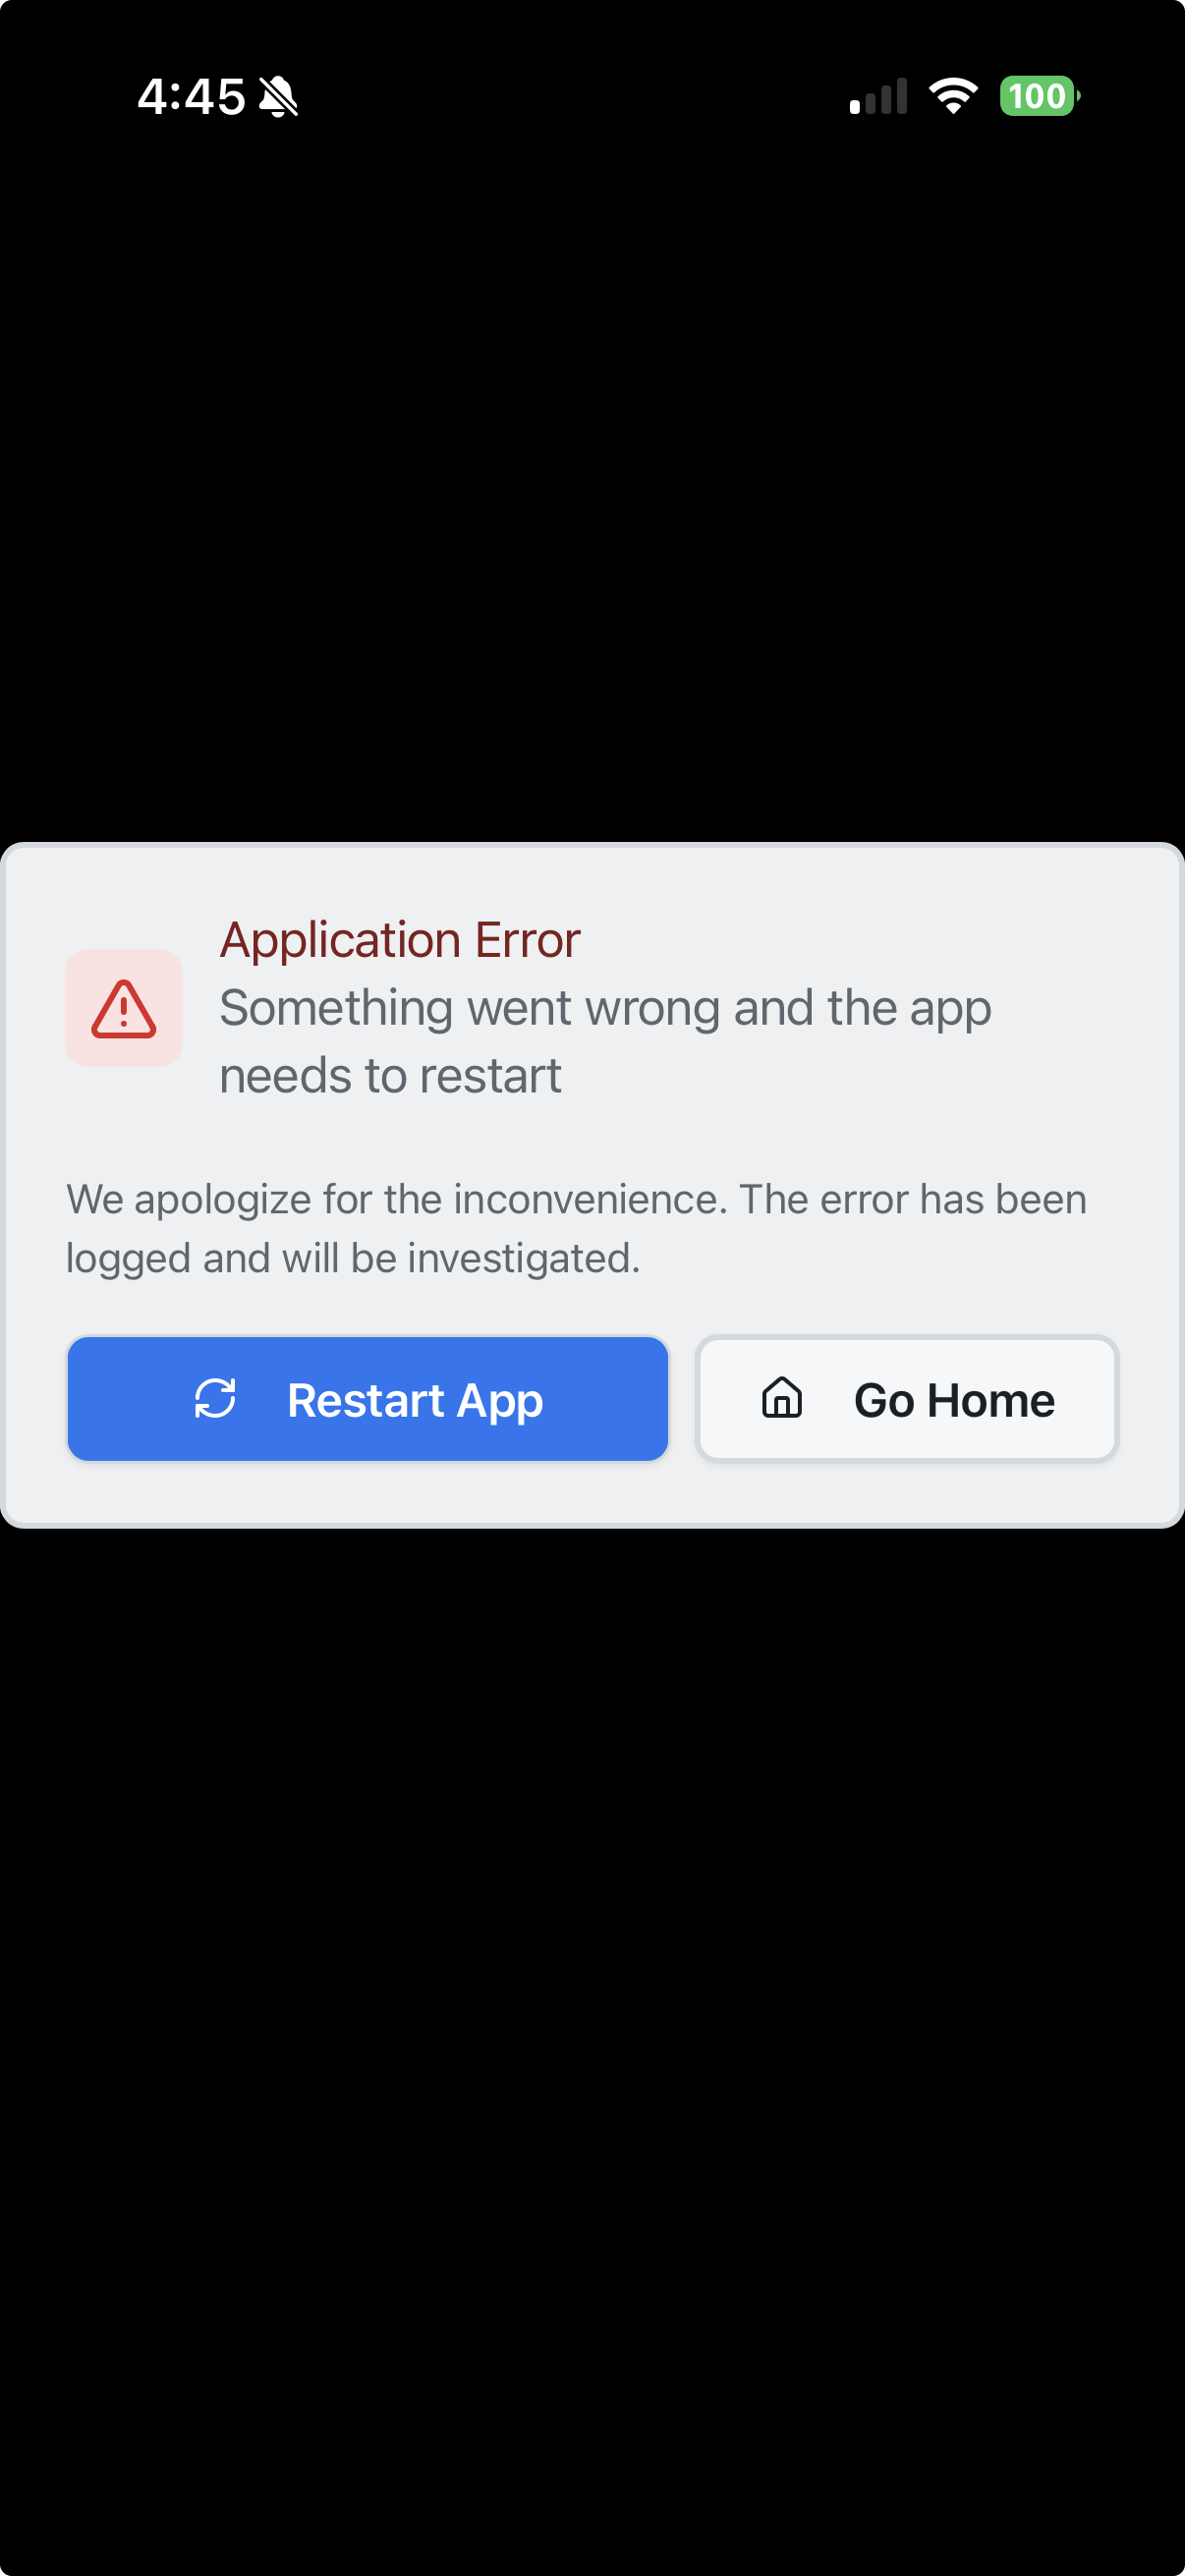 4:45
100
Application Error
Something went wrong and the app
needs to restart
We apologize for the inconvenience. The error has been
logged and will be investigated.
Restart App
Go Home